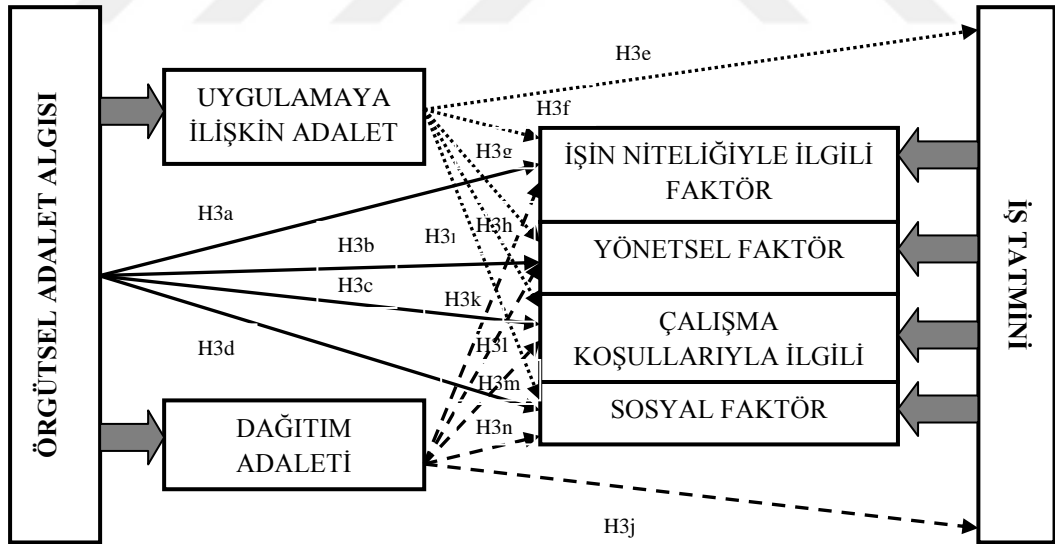 ÖRGÜTSEL ADALET ALGISI
UYGULAMAYA
İLİŞKİN ADALET
DAĞITIM
ADALETİ
H3a
H3b
H3c
H3d
H3e
H3f
H3g
H3h
H3ı
H3k
H3l
H3m
H3n
H3j
İŞİN NİTELİĞİYLE İLGİLİ
FAKTÖR
YÖNETSEL FAKTÖR
ÇALIŞMA
KOŞULLARIYLA İLGİLİ
SOSYAL FAKTÖR
İŞ TATMİNİ